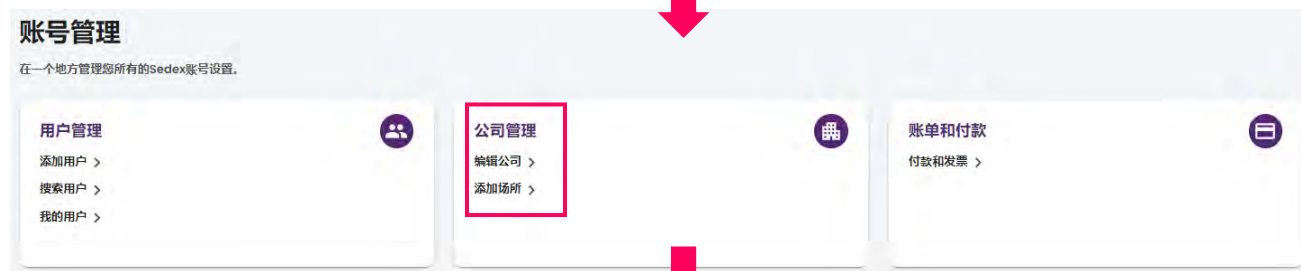 账号管理
在一个地方管理您所有的Sedex账号设置。
用户管理
添加用户 >
搜索用户 >
我的用户 >
公司管理
编辑公司 >
添加场所 >
账单和付款
付款和发票 >